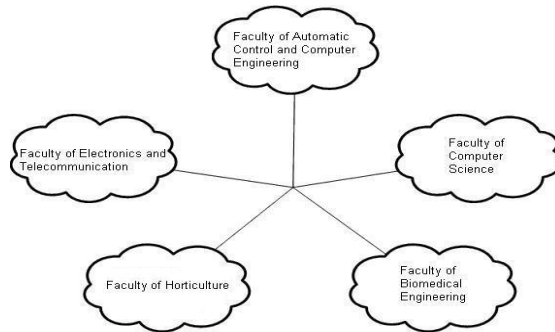 Faculty of Automatic
Control and Computer
Engineering
Faculty of Electronics and
Telecommunication
Faculty of
Computer
Science
Faculty of Horticulture
Faculty of
Biomedical
Engineering